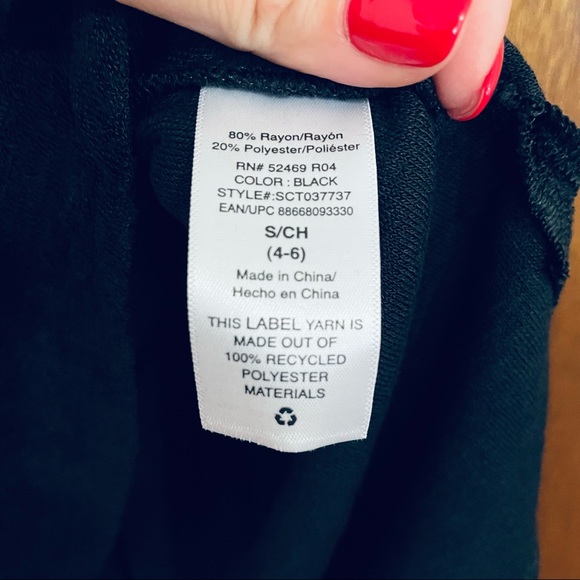 80% Rayon/Rayón
20% Polyester/Poliéster
RN# 52469 R04
COLOR : BLACK
STYLE#:SCT037737
EAN/UPC 88668093330
S/CH
(4-6)
Made in China/
Hecho en China
THIS LABEL YARN IS
MADE OUT OF
100% RECYCLED
POLYESTER
MATERIALS